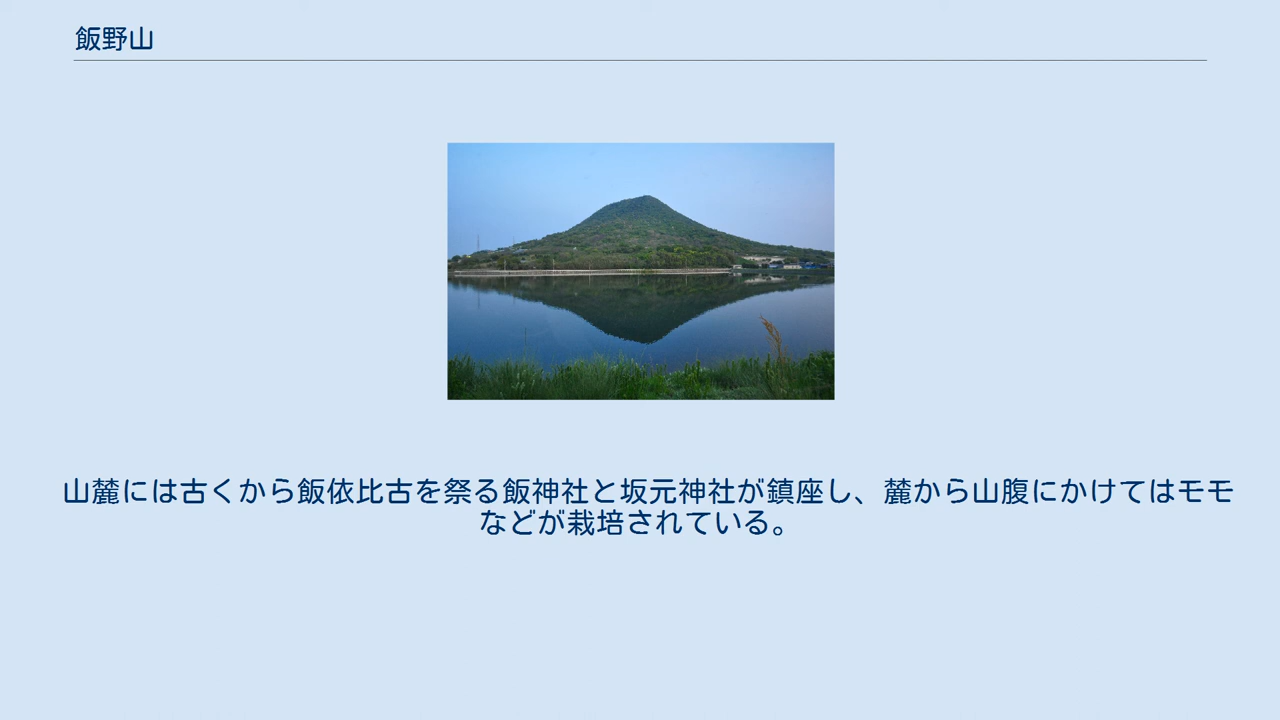 飯野山
山麓には古くから飯依比古を祭る飯神社と坂元神社が鎮座し、麓から山腹にかけてはモモ
などが栽培されている。